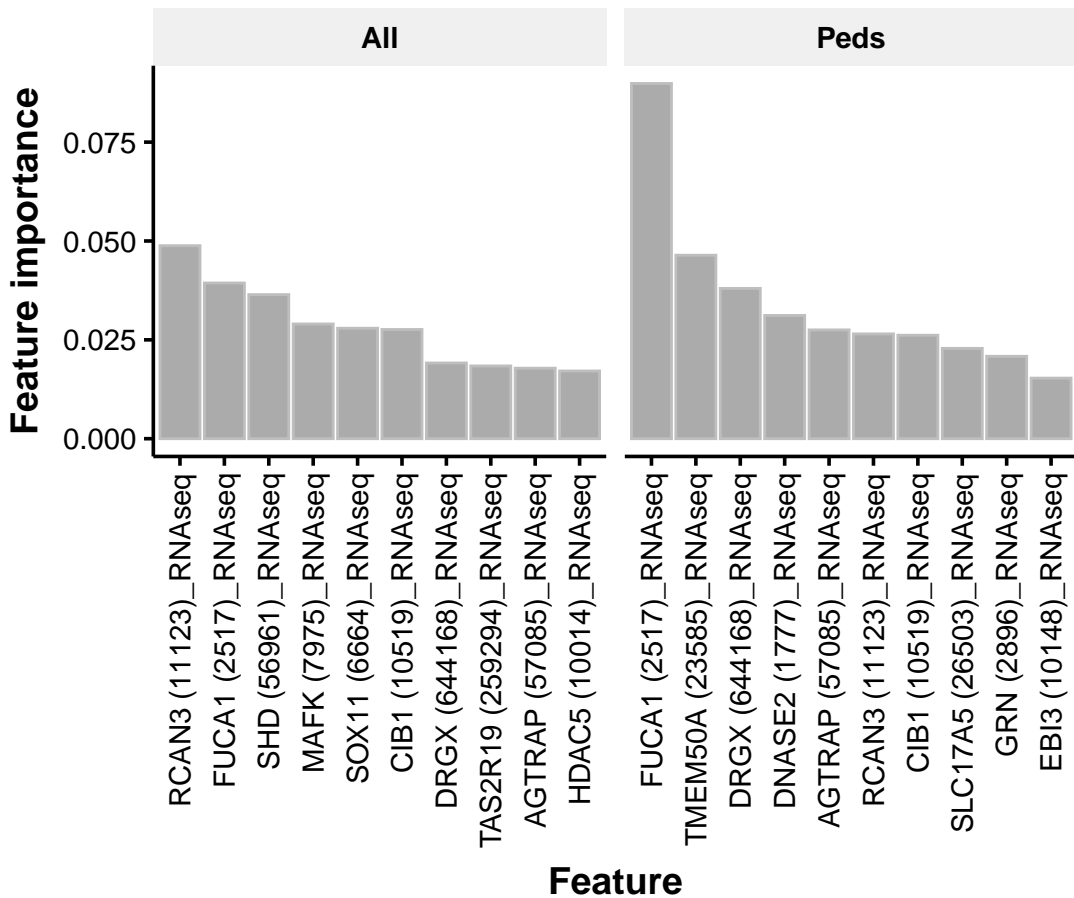 All
Peds
Feature importance
0.075
0.050
0.025
0.000
RCAN3 (11123)_RNAseq
FUCA1 (2517)_RNAseq
SHD (56961)_RNAseq
MAFK (7975)_RNAseq
SOX11 (6664)_RNAseq
CIB1 (10519)_RNAseq
DRGX (644168)_RNAseq
TAS2R19 (259294)_RNAseq
AGTRAP (57085)_RNAseq
HDAC5 (10014)_RNAseq
FUCA1 (2517)_RNAseq
TMEM50A (23585)_RNAseq
DRGX (644168)_RNAseq
DNASE2 (1777)_RNAseq
AGTRAP (57085)_RNAseq
RCAN3 (11123)_RNAseq
CIB1 (10519)_RNAseq
SLC17A5 (26503)_RNAseq
GRN (2896)_RNAseq
EBI3 (10148)_RNAseq
Feature